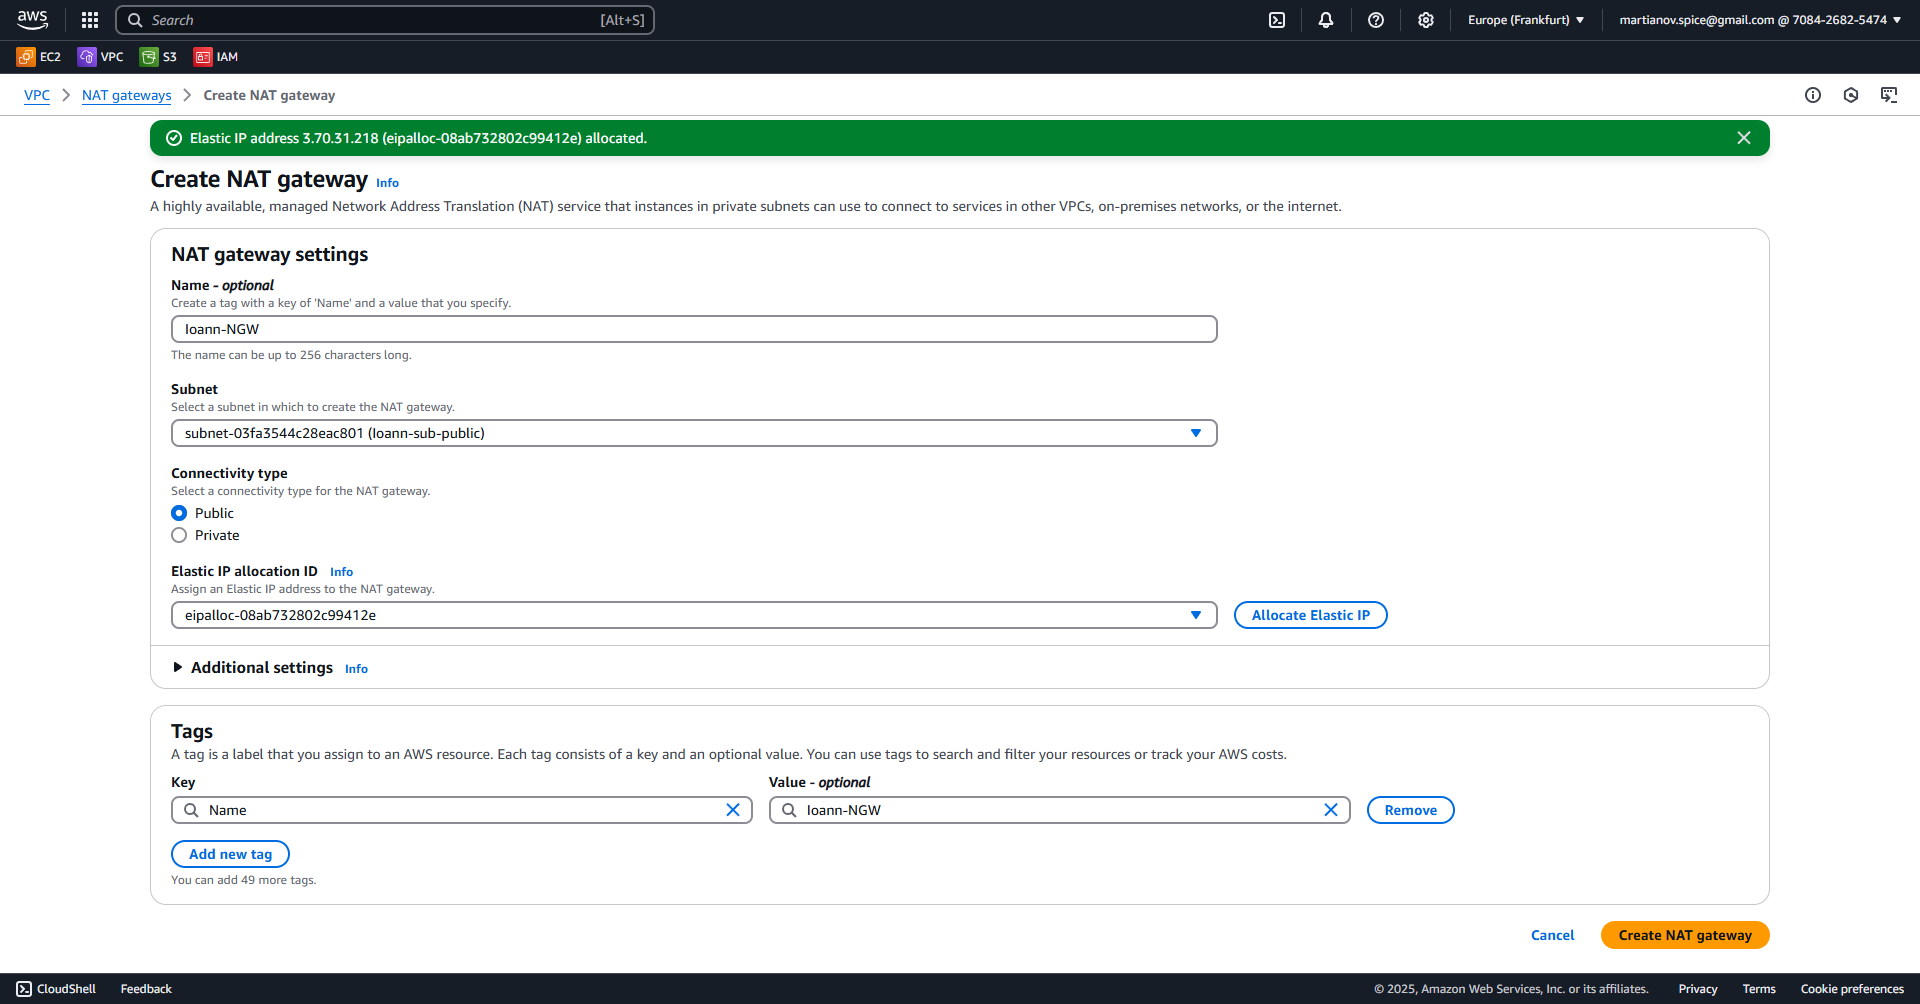 aws
Search [Alt+S]
Europe (Frankfurt) martianov.spice@gmail.com @ 7084-2682-5474
EC2 VPC S3 IAM
VPC NAT gateways Create NAT gateway
Elastic IP address 3.70.31.218 (eipalloc-08ab732802c99412e) allocated.
Create NAT gateway Info
A highly available, managed Network Address Translation (NAT) service that instances in private subnets can use to connect to services in other VPCs, on-premises networks, or the internet.
NAT gateway settings
Name - optional
Create a tag with a key of 'Name' and a value that you specify.
Ioann-NGW
The name can be up to 256 characters long.
Subnet
Select a subnet in which to create the NAT gateway.
subnet-03fa3544c28eac801 (Ioann-sub-public)
Connectivity type
Select a connectivity type for the NAT gateway.
Public
Private
Elastic IP allocation ID Info
Assign an Elastic IP address to the NAT gateway.
eipalloc-08ab732802c99412e Allocate Elastic IP
Additional settings Info
Tags
A tag is a label that you assign to an AWS resource. Each tag consists of a key and an optional value. You can use tags to search and filter your resources or track your AWS costs.
Key Value - optional
Name Ioann-NGW Remove
Add new tag
You can add 49 more tags.
Cancel Create NAT gateway
CloudShell Feedback © 2025, Amazon Web Services, Inc. or its affiliates. Privacy Terms Cookie preferences